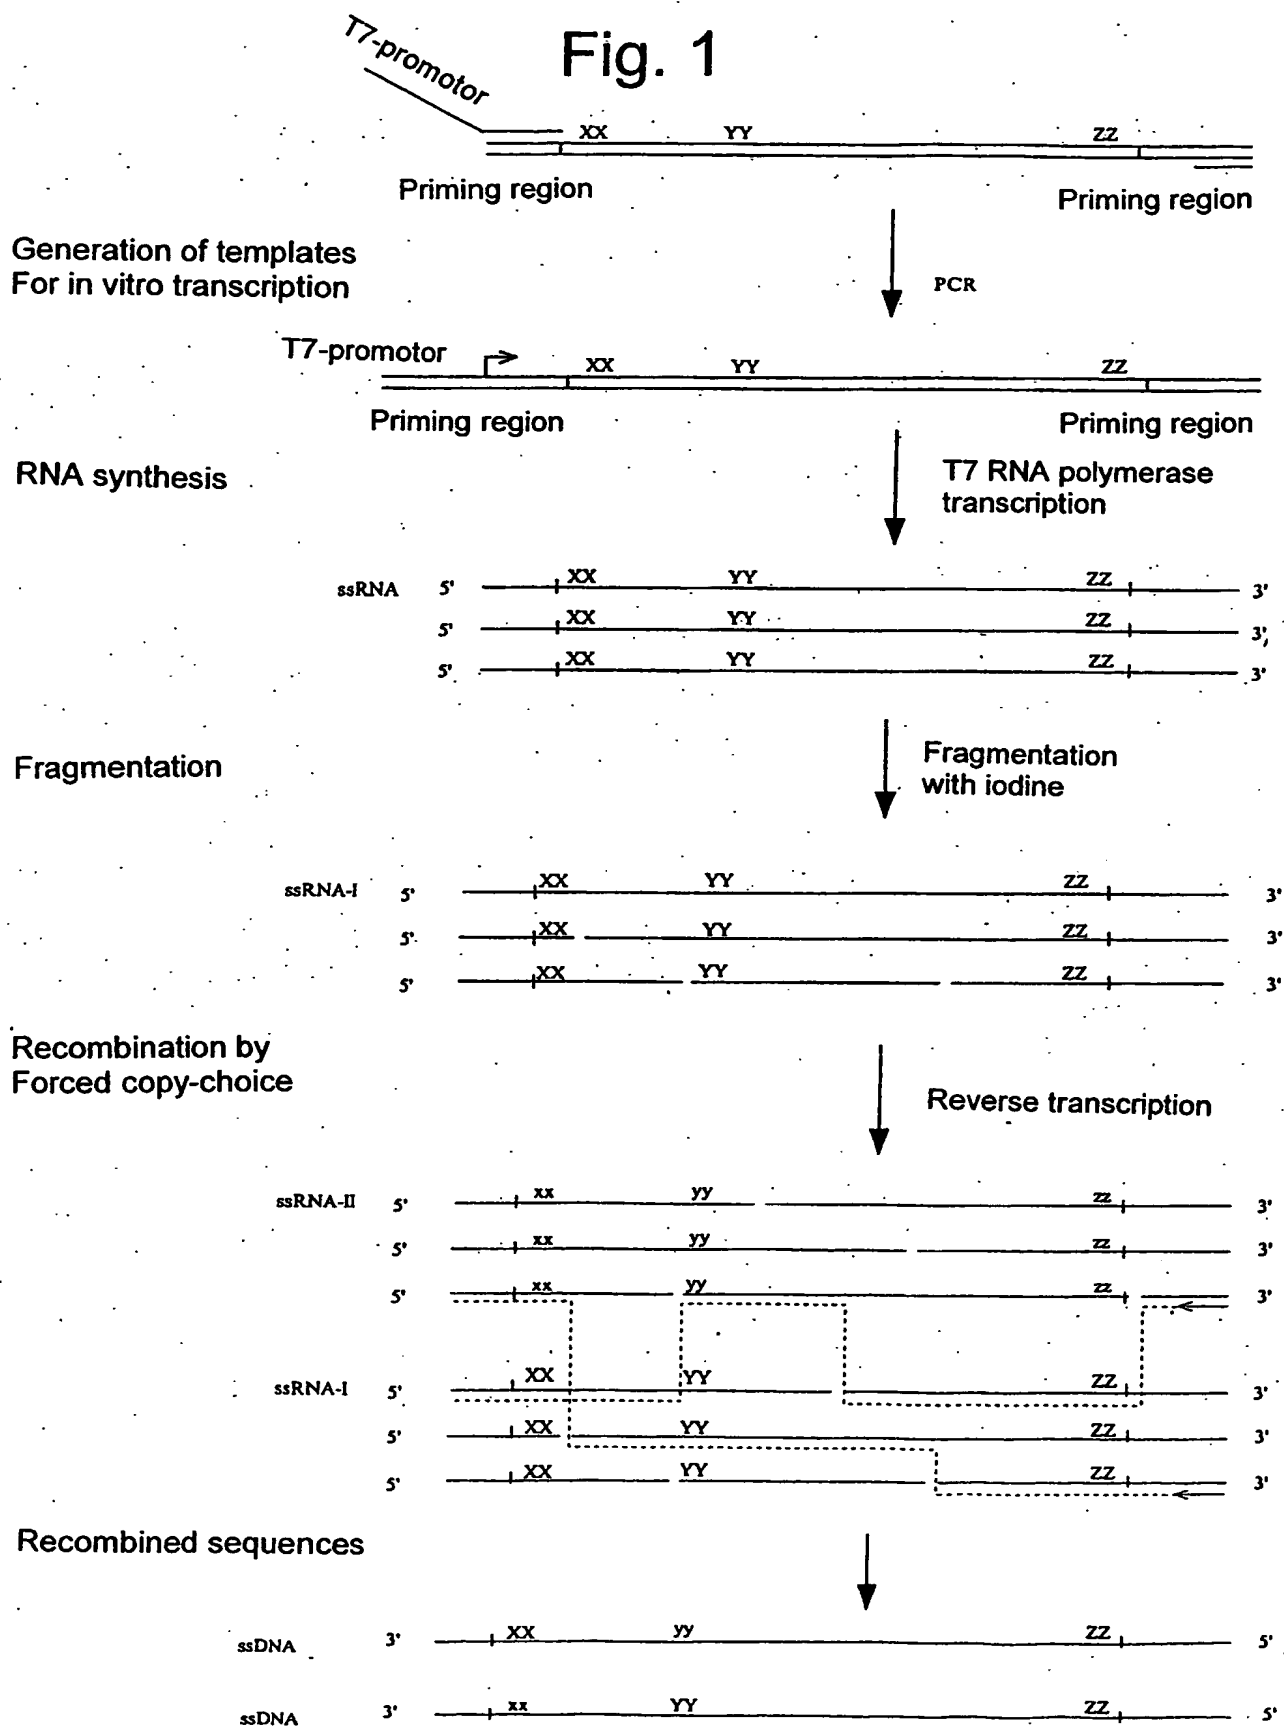 Fig. 1
T7-promotor
XX YY ZZ
Priming region Priming region
Generation of templates
For in vitro transcription
PCR
T7-promotor
XX YY ZZ
Priming region Priming region
RNA synthesis
T7 RNA polymerase
transcription
ssRNA 5' XX YY ZZ 3'
5' XX YY ZZ 3'
5' XX YY ZZ 3'
Fragmentation
Fragmentation
with iodine
ssRNA-I 5' XX YY ZZ 3'
5' XX YY ZZ 3'
5' XX YY ZZ 3'
Recombination by
Forced copy-choice
Reverse transcription
ssRNA-II 5' xx yy zz 3'
5' xx yy zz 3'
5' xx yy zz 3'
ssRNA-I 5' XX YY ZZ 3'
5' XX YY ZZ 3'
5' XX YY ZZ 3'
Recombined sequences
ssDNA 3' XX yy ZZ 5'
ssDNA 3' xx YY ZZ 5'